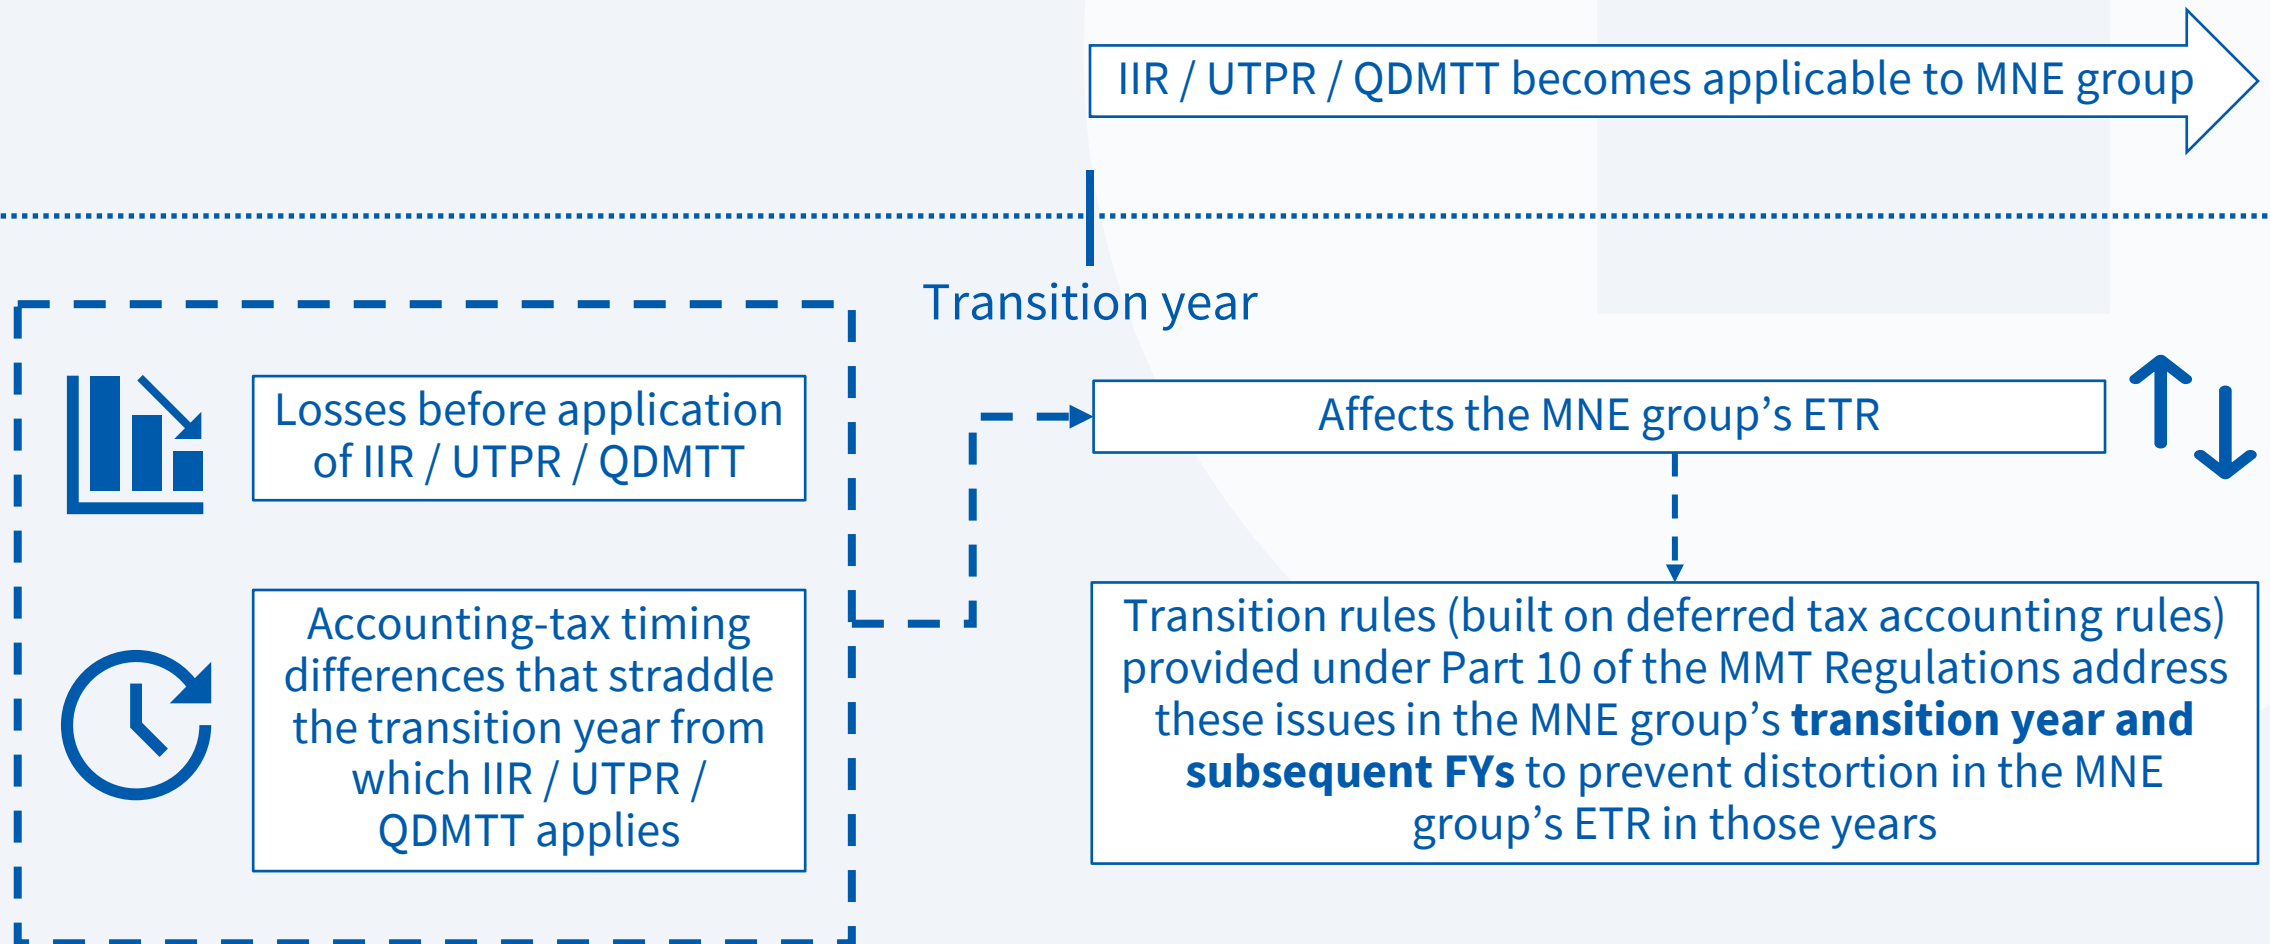 IIR / UTPR / QDMTT becomes applicable to MNE group
Transition year
Losses before application
of IIR / UTPR / QDMTT
Accounting-tax timing
differences that straddle
the transition year from
which IIR / UTPR /
QDMTT applies
Affects the MNE group’s ETR
Transition rules (built on deferred tax accounting rules)
provided under Part 10 of the MMT Regulations address
these issues in the MNE group’s transition year and
subsequent FYs to prevent distortion in the MNE
group’s ETR in those years